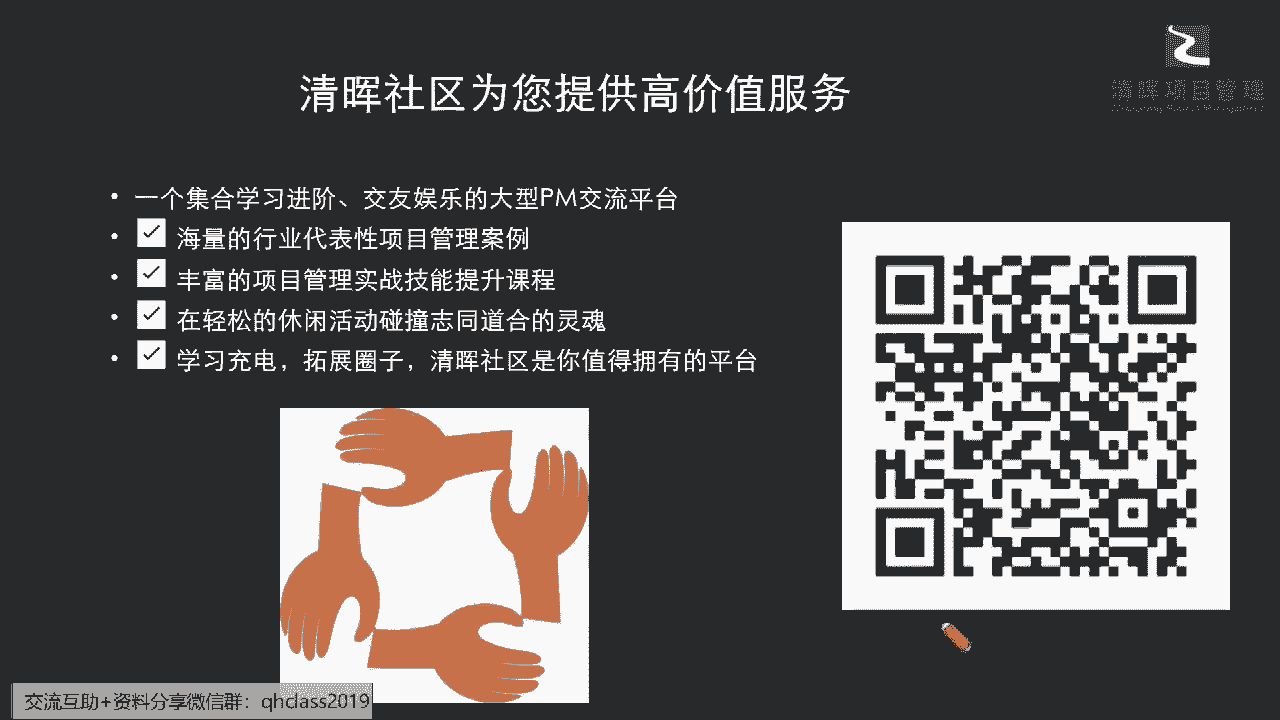 清晖项目管理
清晖社区为您提供高价值服务
• 一个集合学习进阶、交友娱乐的大型PM交流平台
• ☑ 海量的行业代表性项目管理案例
• ☑ 丰富的项目管理实战技能提升课程
• ☑ 在轻松的休闲活动碰撞志同道合的灵魂
• ☑ 学习充电，拓展圈子，清晖社区是你值得拥有的平台
交流互助+资料分享微信群：qhclass2019